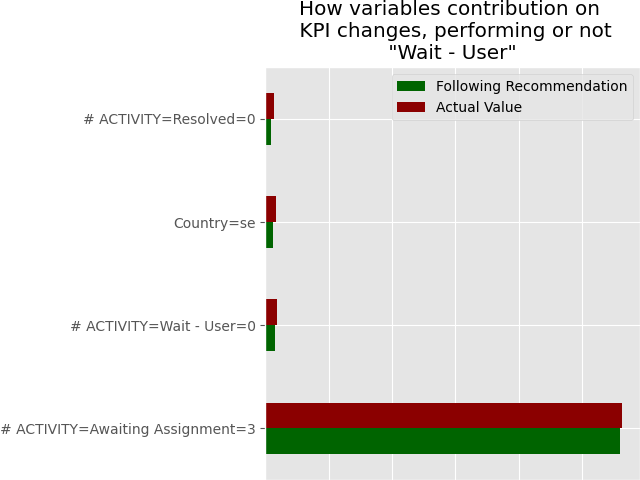 How variables contribution on
KPI changes, performing or not
"Wait - User"
Following Recommendation
Actual Value
# ACTIVITY=Resolved=0
Country=se
# ACTIVITY=Wait - User=0
# ACTIVITY=Awaiting Assignment=3